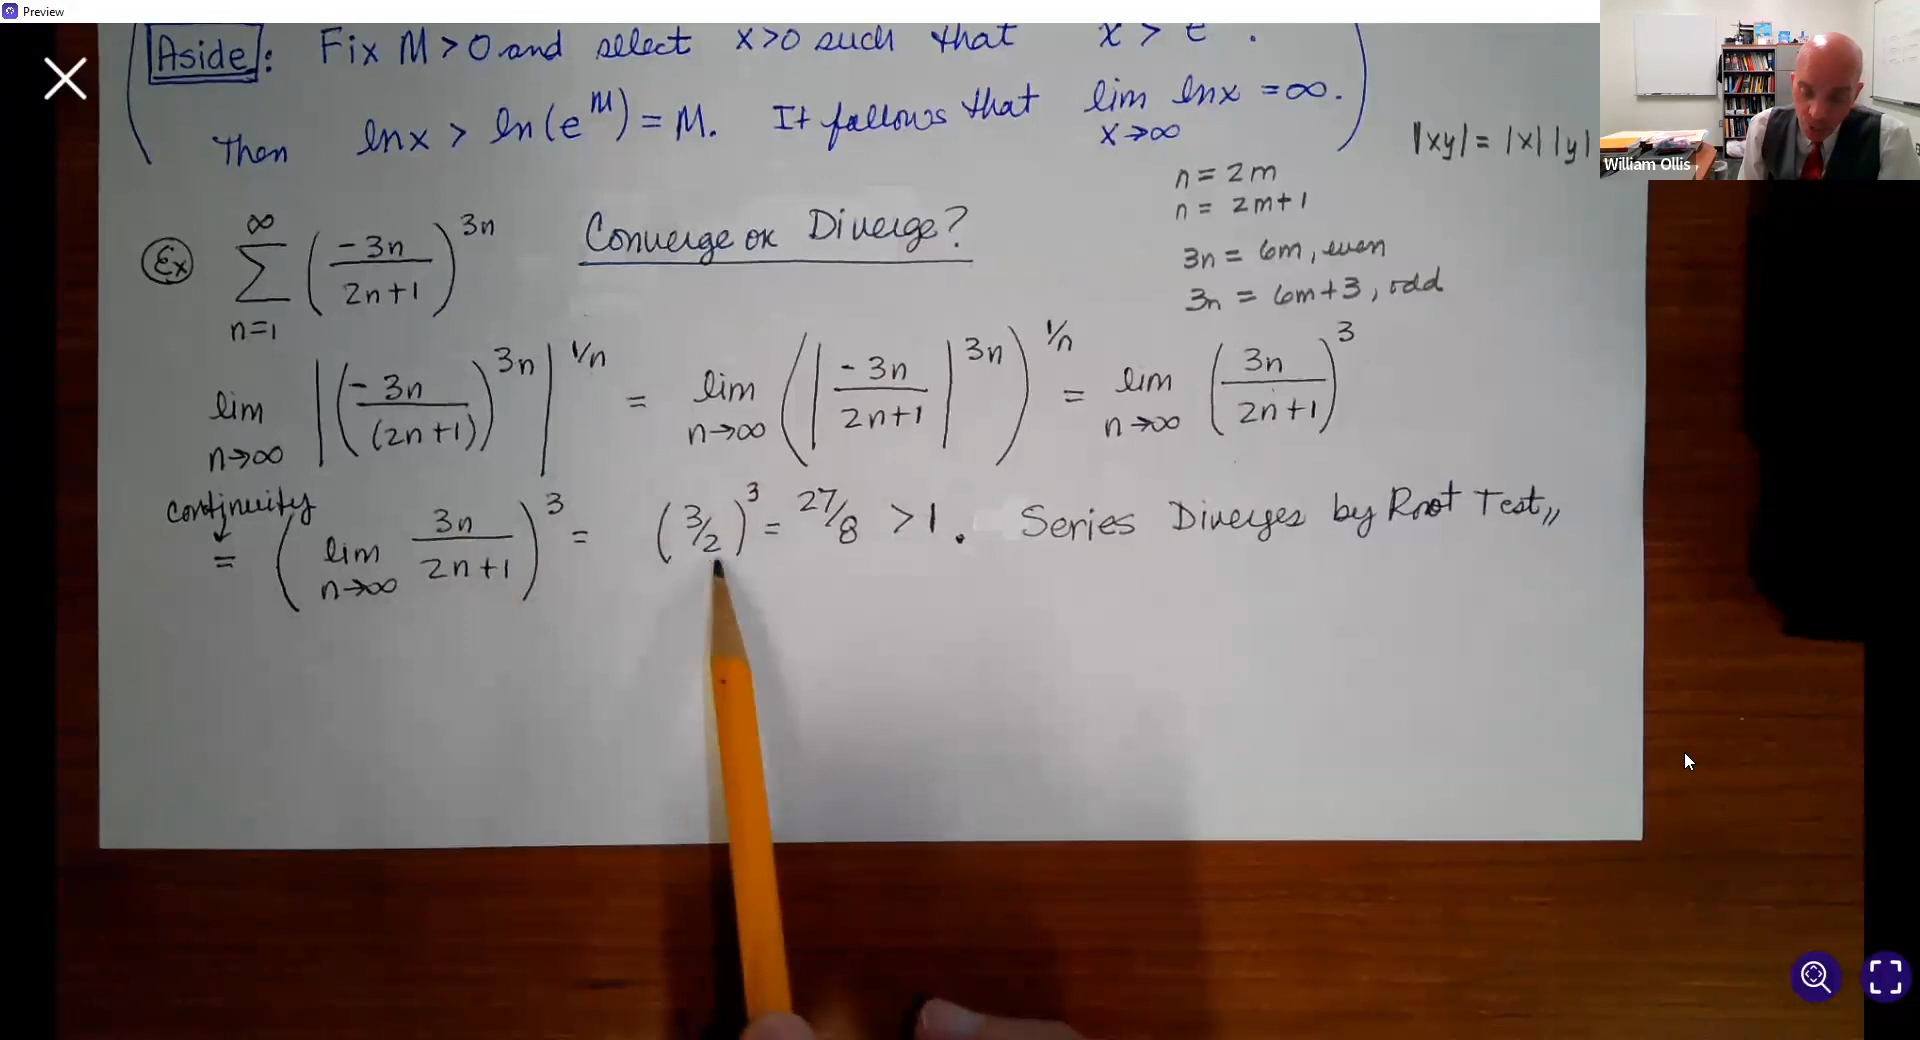 Preview
Aside: Fix M > 0 and select x > 0 such that x > e .
Then ln x > ln(e^M) = M. It follows that lim_{x→∞} ln x = ∞.
|xy| = |x| |y|
William Ollis
n = 2m
n = 2m+1
3n = 6m, even
3n = 6m+3, odd
Ex ∑_{n=1}^{∞} (-3n/(2n+1))^{3n} Converge or Diverge?
lim_{n→∞} |(-3n/(2n+1))^{3n}|^{1/n} = lim_{n→∞} (|-3n/(2n+1)|^{3n})^{1/n} = lim_{n→∞} (3n/(2n+1))^3
continuity
= (lim_{n→∞} 3n/(2n+1))^3 = (3/2)^3 = 27/8 > 1. Series Diverges by Root Test,,